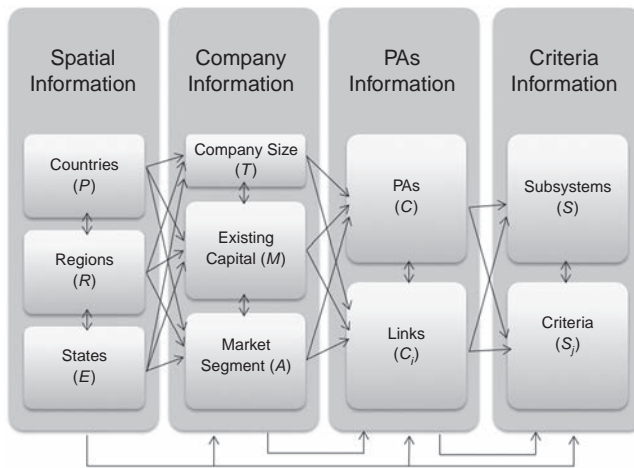 Spatial
Information
Countries
(P)
Regions
(R)
States
(E)
Company
Information
Company Size
(T)
Existing
Capital (M)
Market
Segment (A)
PAs
Information
PAs
(C)
Links
(Ci)
Criteria
Information
Subsystems
(S)
Criteria
(Sj)